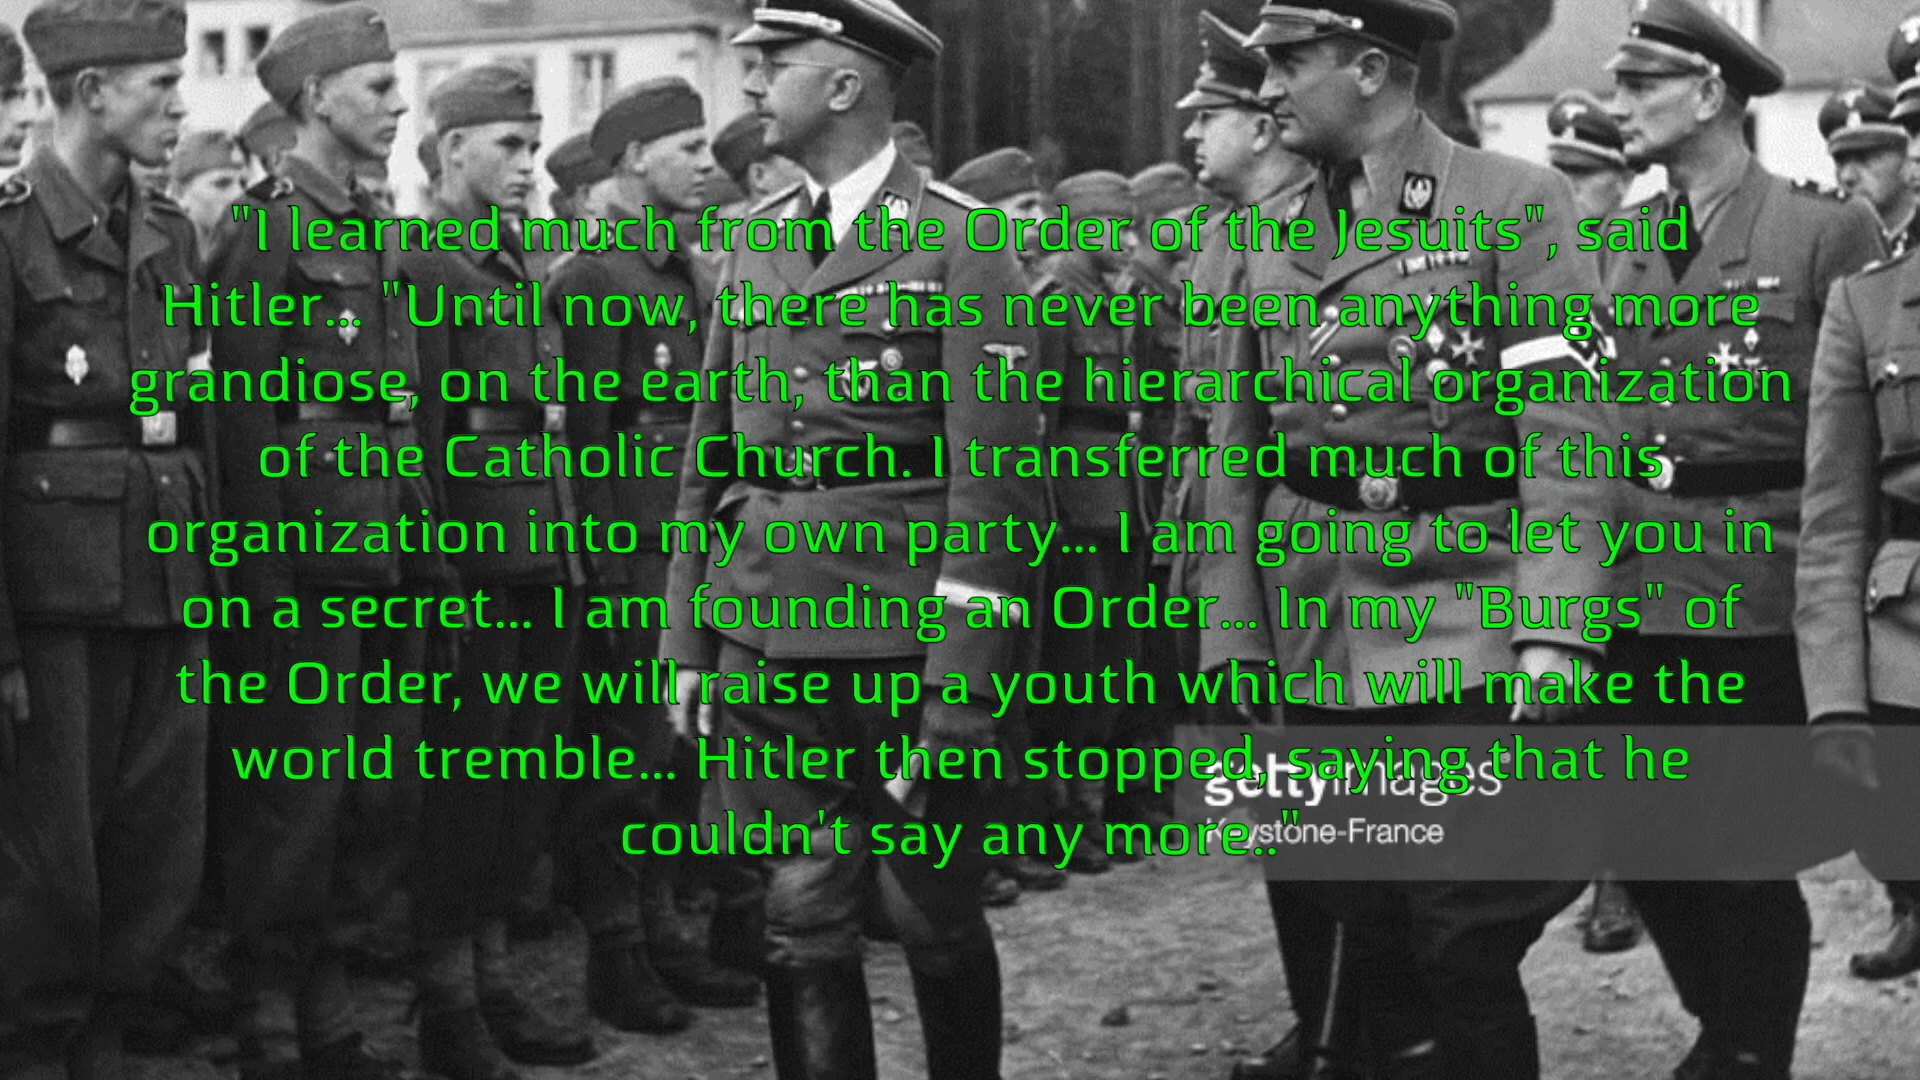 "I learned much from the Order of the Jesuits", said
Hitler... "Until now, there has never been anything more
grandiose, on the earth, than the hierarchical organization
of the Catholic Church. I transferred much of this
organization into my own party... I am going to let you in
on a secret... I am founding an Order... In my "Burgs" of
the Order, we will raise up a youth which will make the
world tremble... Hitler then stopped, saying that he
couldn't say any more.."
gettyimages®
Keystone-France